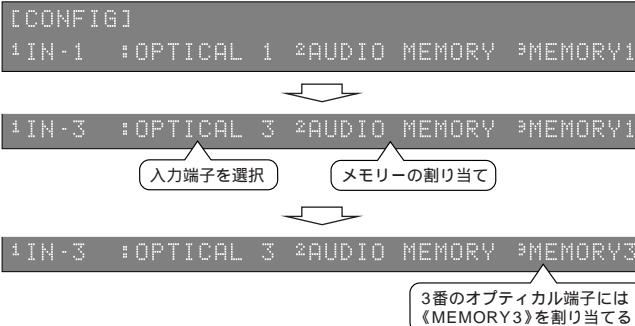 [CONFIG]
1IN-1 :OPTICAL 1 2AUDIO MEMORY 3MEMORY1
1IN-3 :OPTICAL 3 2AUDIO MEMORY 3MEMORY1
入力端子を選択 メモリーの割り当て
1IN-3 :OPTICAL 3 2AUDIO MEMORY 3MEMORY3
3番のオプティカル端子には
《MEMORY3》を割り当てる